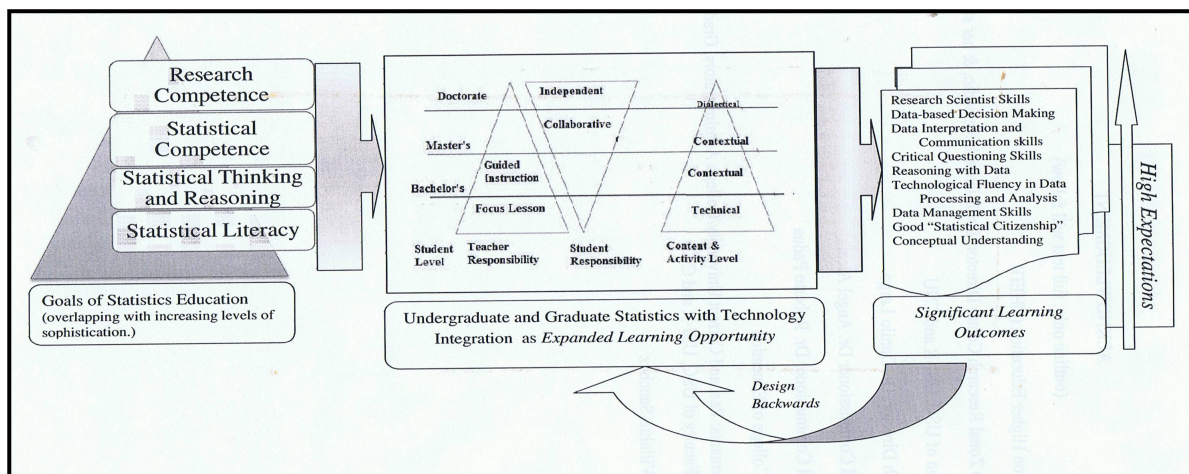 Research
Competence
Statistical
Competence
Statistical Thinking
and Reasoning
Statistical Literacy
Goals of Statistics Education
(overlapping with increasing levels of
sophistication.)
Doctorate
Master's
Bachelor's
Independent
Collaborative
Guided
Instruction
Focus Lesson
Dialectical
Contextual
Contextual
Technical
Student
Level
Teacher
Responsibility
Student
Responsibility
Content &
Activity Level
Undergraduate and Graduate Statistics with Technology
Integration as Expanded Learning Opportunity
Research Scientist Skills
Data-based Decision Making
Data Interpretation and
Communication skills
Critical Questioning Skills
Reasoning with Data
Technological Fluency in Data
Processing and Analysis
Data Management Skills
Good “Statistical Citizenship”
Conceptual Understanding
Significant Learning
Outcomes
High Expectations
Design
Backwards